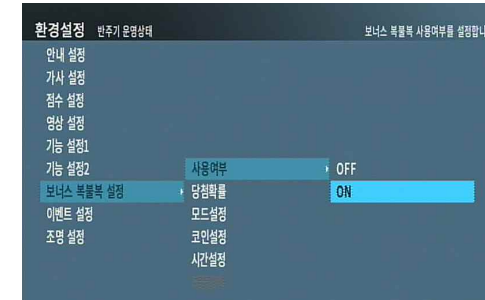 환경설정 반주기 운영상태 보너스 복불복 사용여부를 설정합니
안내 설정
가사 설정
점수 설정
영상 설정
기능 설정1
기능 설정2 사용여부 OFF
보너스 복불복 설정 당첨확률 ON
이벤트 설정 모드설정
조명 설정 코인설정
시간설정